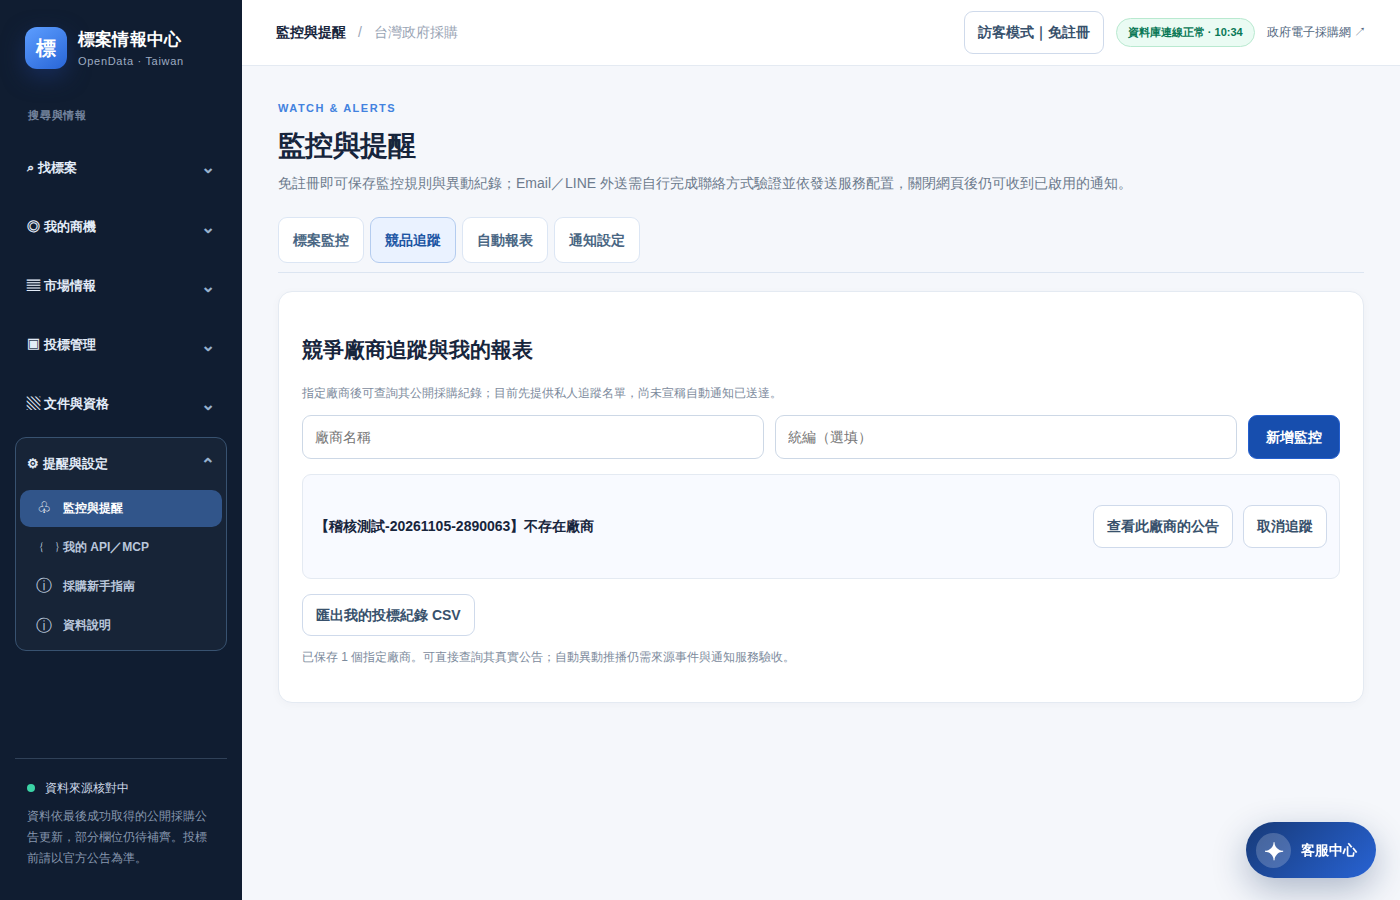 標
標案情報中心
OpenData · Taiwan
搜尋與情報
⌕ 找標案
◎ 我的商機
▤ 市場情報
▣ 投標管理
▧ 文件與資格
⚙ 提醒與設定
♧ 監控與提醒
｛｝ 我的 API／MCP
ⓘ 採購新手指南
ⓘ 資料說明
資料來源核對中
資料依最後成功取得的公開採購公
告更新，部分欄位仍待補齊。投標
前請以官方公告為準。
監控與提醒 / 台灣政府採購
訪客模式｜免註冊
資料庫連線正常 · 10:34
政府電子採購網 ↗
WATCH & ALERTS
監控與提醒
免註冊即可保存監控規則與異動紀錄；Email／LINE 外送需自行完成聯絡方式驗證並依發送服務配置，關閉網頁後仍可收到已啟用的通知。
標案監控
競品追蹤
自動報表
通知設定
競爭廠商追蹤與我的報表
指定廠商後可查詢其公開採購紀錄；目前先提供私人追蹤名單，尚未宣稱自動通知已送達。
廠商名稱
統編（選填）
新增監控
【稽核測試-20261105-2890063】不存在廠商
查看此廠商的公告
取消追蹤
匯出我的投標紀錄 CSV
已保存 1 個指定廠商。可直接查詢其真實公告；自動異動推播仍需來源事件與通知服務驗收。
客服中心